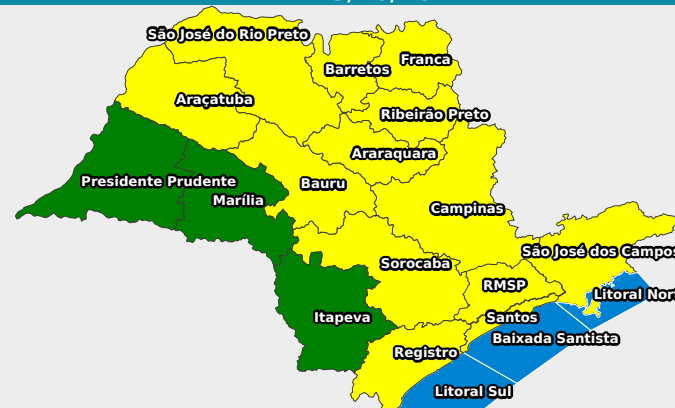 São José do Rio Preto
Barretos
Franca
Araçatuba
Ribeirão Preto
Araraquara
Presidente Prudente
Bauru
Marília
Campinas
São José dos Campos
Sorocaba
RMSP
Litoral Nort
Itapeva
Santos
Baixada Santista
Registro
Litoral Sul